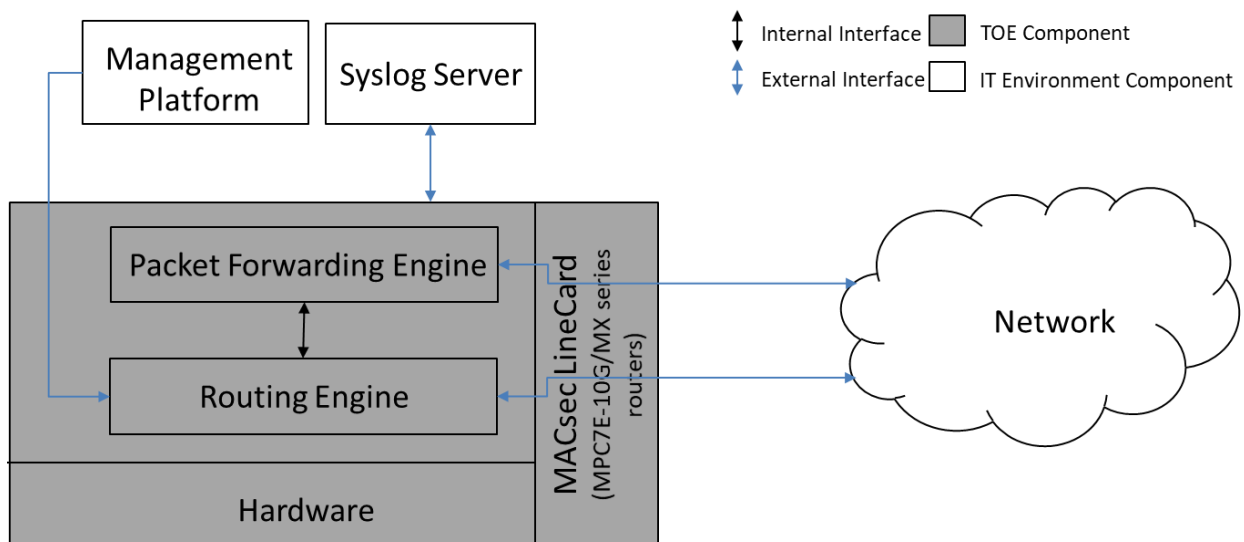 Management
Platform
Syslog Server
Internal Interface
TOE Component
External Interface
IT Environment Component
Packet Forwarding Engine
Routing Engine
Hardware
MACsec LineCard
(MPC7E-10G/MX series
routers)
Network